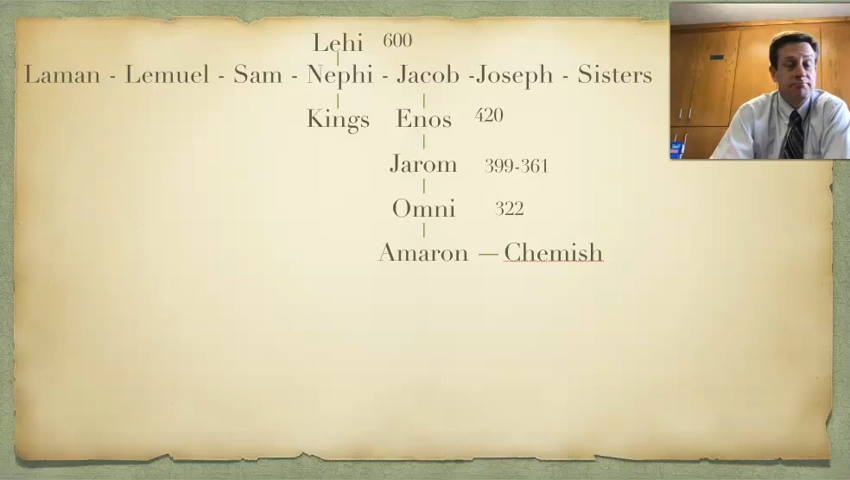 Lehi 600
Laman - Lemuel - Sam - Nephi - Jacob -Joseph - Sisters
Kings Enos 420
Jarom 399-361
Omni 322
Amaron — Chemish